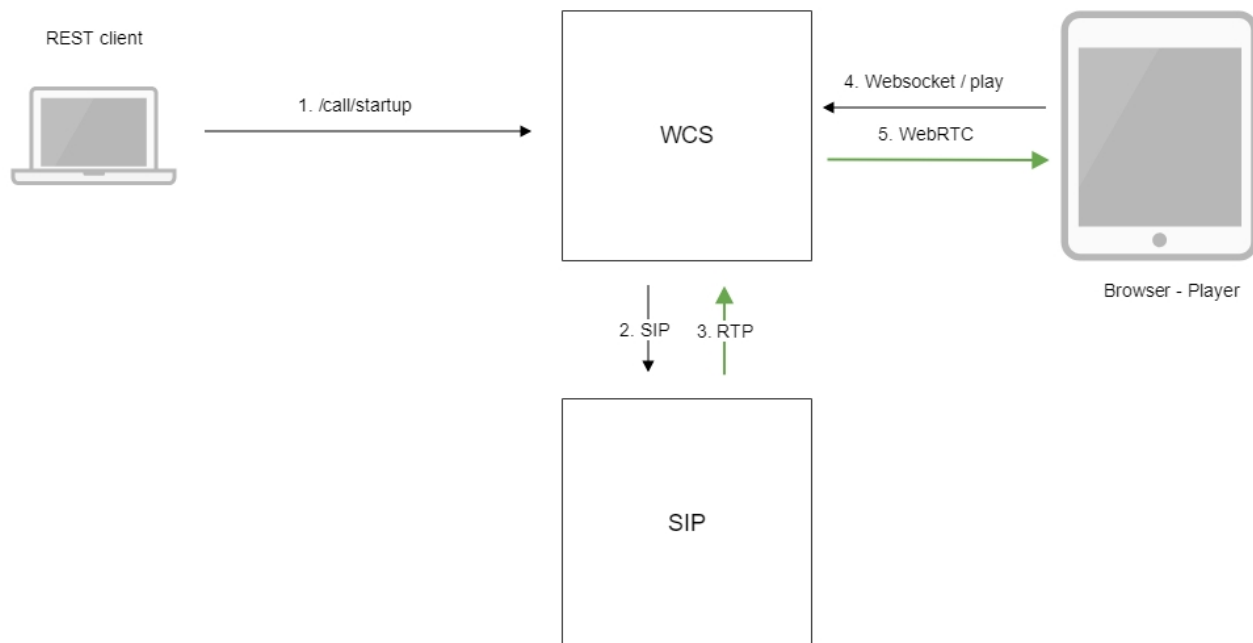 REST client
1. /call/startup
WCS
4. Websocket / play
5. WebRTC
Browser - Player
2. SIP
3. RTP
SIP